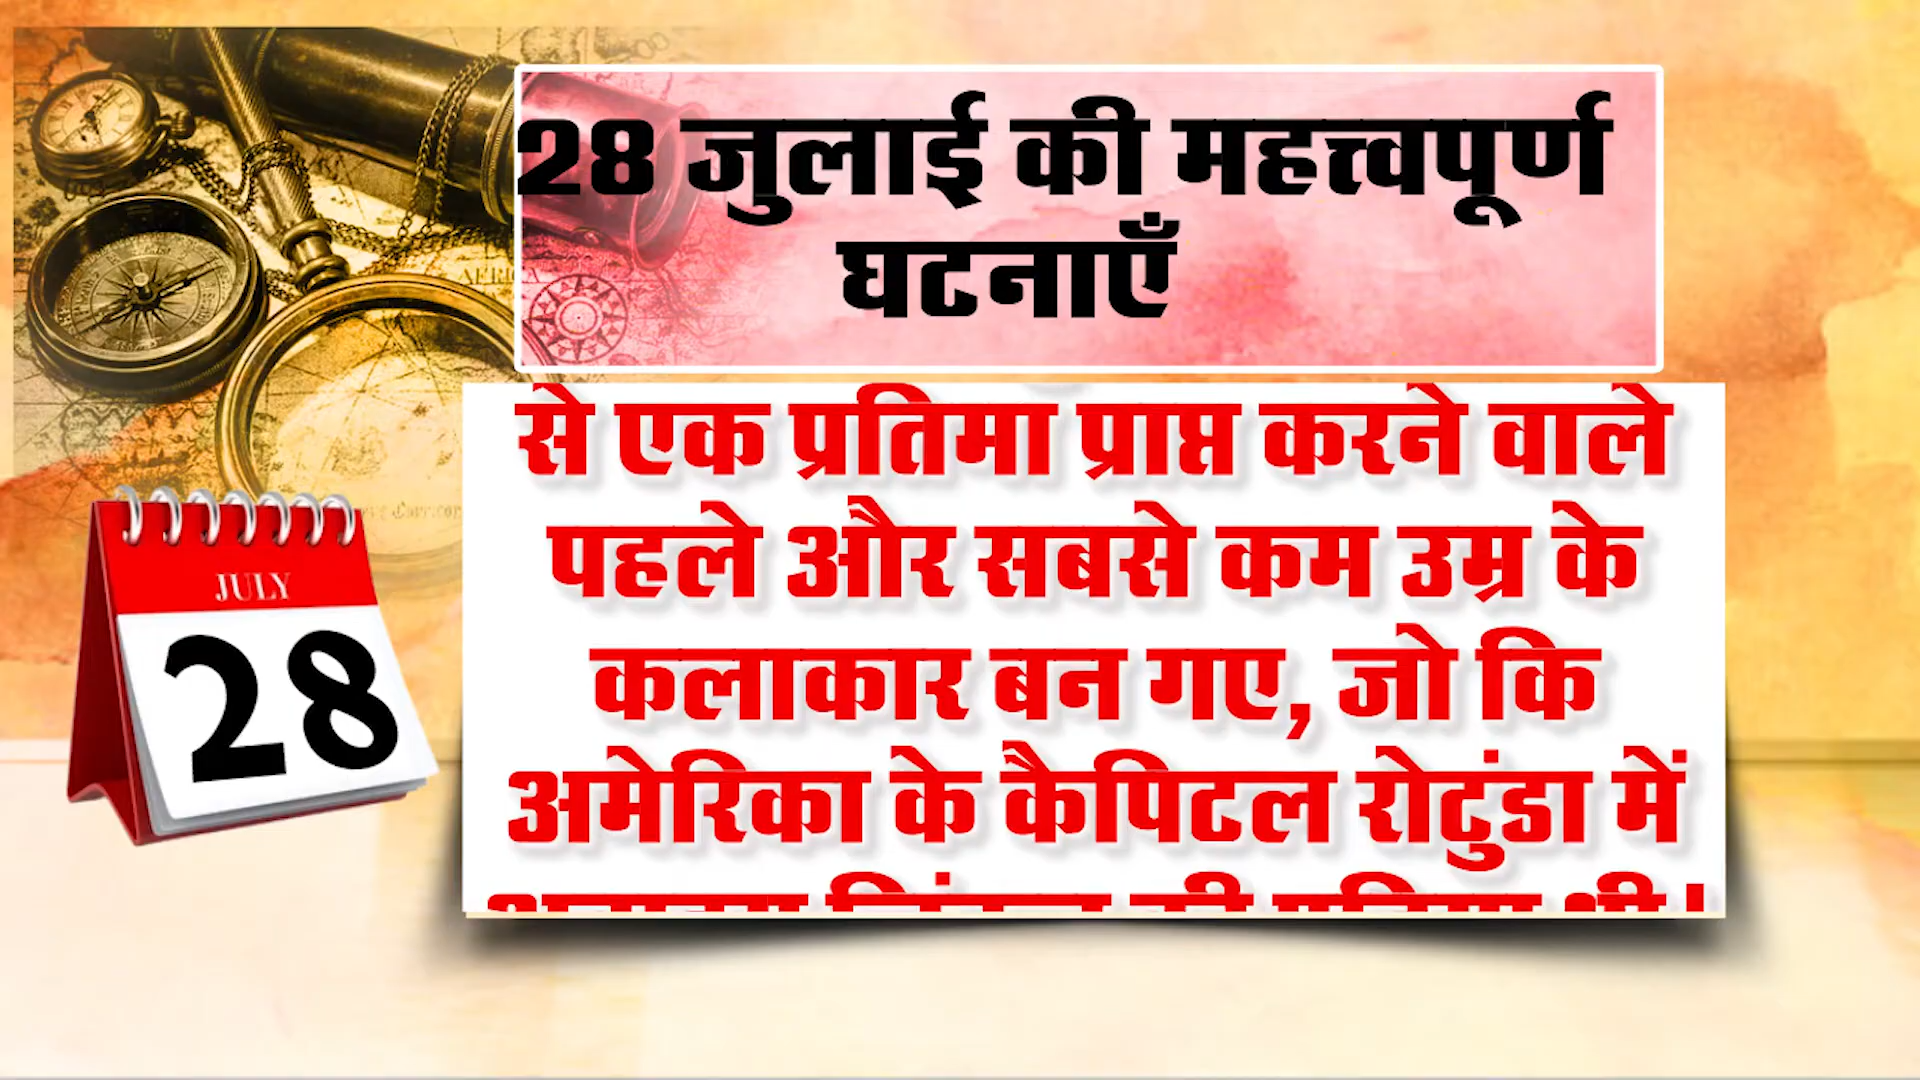 28 जुलाई की महत्त्वपूर्ण
घटनाएँ
से एक प्रतिमा प्राप्त करने वाले
पहले और सबसे कम उम्र के
कलाकार बन गए, जो कि
अमेरिका के कैपिटल रोटुंडा में
JULY
28
AFRICA